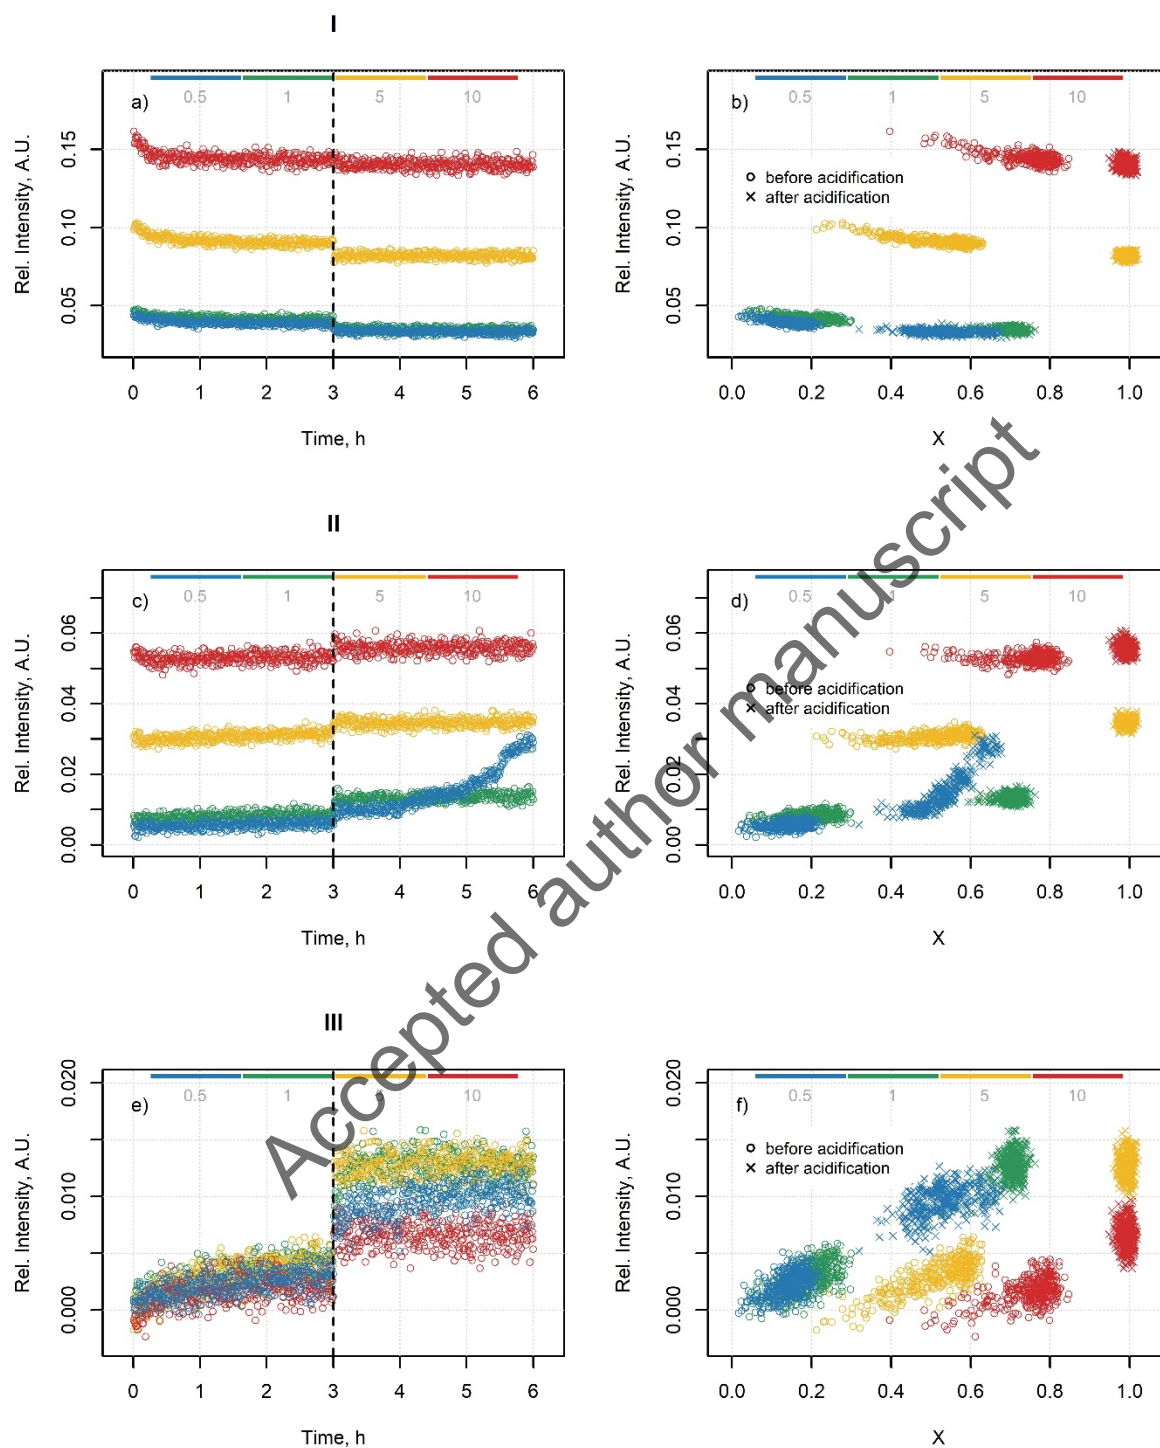 I
a)
0.5 1 5 10
Rel. Intensity, A.U.
0.15
0.10
0.05
0 1 2 3 4 5 6
Time, h
b)
0.5 1 5 10
Rel. Intensity, A.U.
0.15
0.10
0.05
before acidification
after acidification
0.0 0.2 0.4 0.6 0.8 1.0
X
II
c)
0.5 1 5 10
Rel. Intensity, A.U.
0.06
0.04
0.02
0.00
0 1 2 3 4 5 6
Time, h
d)
0.5 1 5 10
Rel. Intensity, A.U.
0.06
0.04
0.02
0.00
before acidification
after acidification
0.0 0.2 0.4 0.6 0.8 1.0
X
III
e)
0.5 1 5 10
Rel. Intensity, A.U.
0.020
0.010
0.000
0 1 2 3 4 5 6
Time, h
f)
0.5 1 5 10
Rel. Intensity, A.U.
0.020
0.010
0.000
before acidification
after acidification
0.0 0.2 0.4 0.6 0.8 1.0
X
Accepted author manuscript